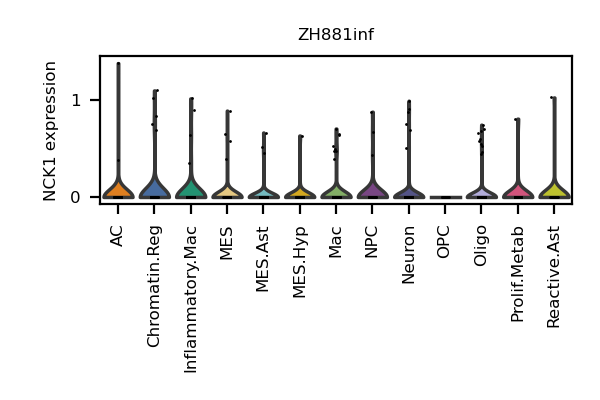 ZH881inf
NCK1 expression
1
0
AC
Chromatin.Reg
Inflammatory.Mac
MES
MES.Ast
MES.Hyp
Mac
NPC
Neuron
OPC
Oligo
Prolif.Metab
Reactive.Ast